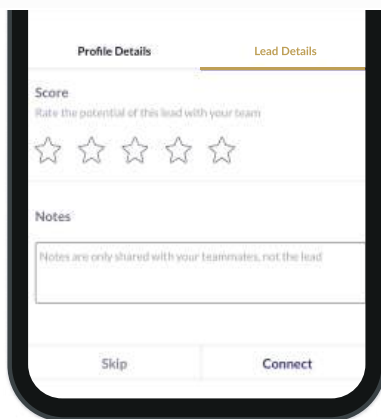 Profile Details
Lead Details
Score
Rate the potential of this lead with your team
Notes
Notes are only shared with your teammates, not the lead
Skip
Connect